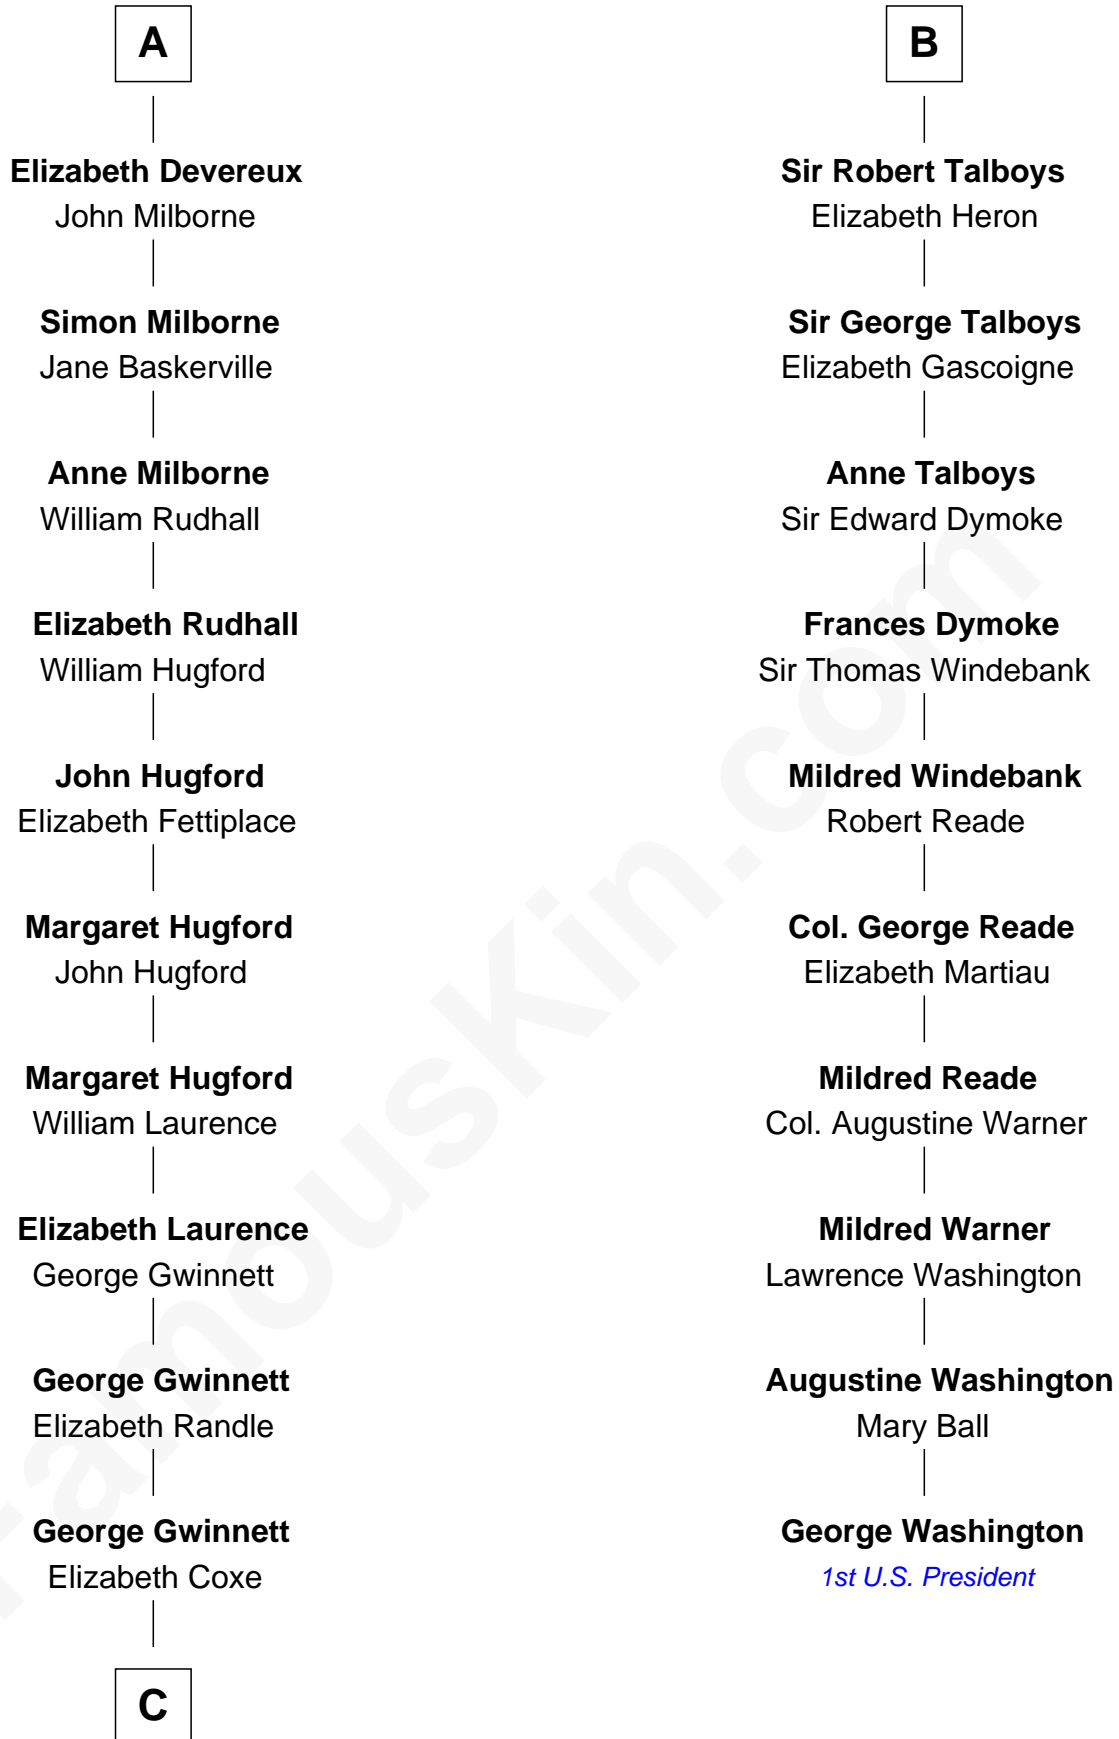 A
Elizabeth Devereux
John Milborne
Simon Milborne
Jane Baskerville
Anne Milborne
William Rudhall
Elizabeth Rudhall
William Hugford
John Hugford
Elizabeth Fettiplace
Margaret Hugford
John Hugford
Margaret Hugford
William Laurence
Elizabeth Laurence
George Gwinnett
George Gwinnett
Elizabeth Randle
George Gwinnett
Elizabeth Coxe
C
B
Sir Robert Talboys
Elizabeth Heron
Sir George Talboys
Elizabeth Gascoigne
Anne Talboys
Sir Edward Dymoke
Frances Dymoke
Sir Thomas Windebank
Mildred Windebank
Robert Reade
Col. George Reade
Elizabeth Martiau
Mildred Reade
Col. Augustine Warner
Mildred Warner
Lawrence Washington
Augustine Washington
Mary Ball
George Washington
1st U.S. President
FamousKin.com